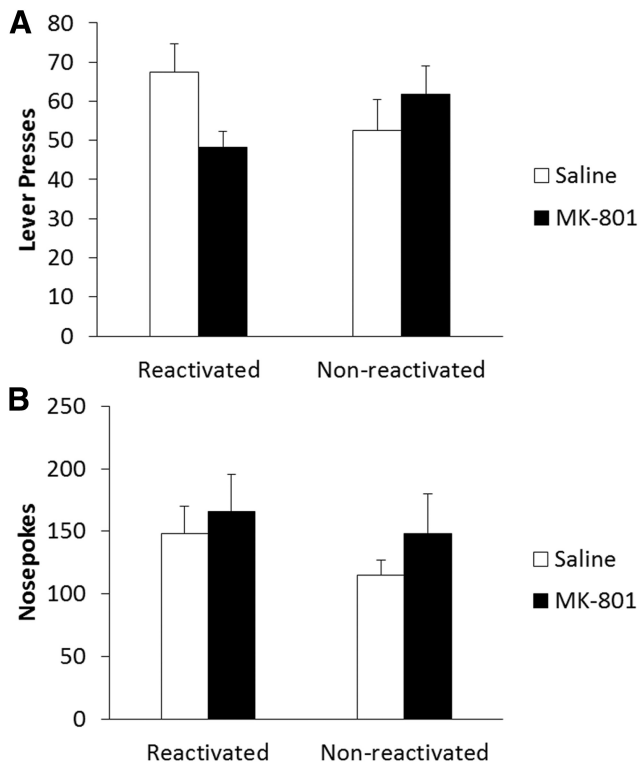 A
80
70
60
50
40
30
20
10
0
Lever Presses
Reactivated Non-reactivated
Saline
MK-801
B
250
200
150
100
50
0
Nosepokes
Reactivated Non-reactivated
Saline
MK-801